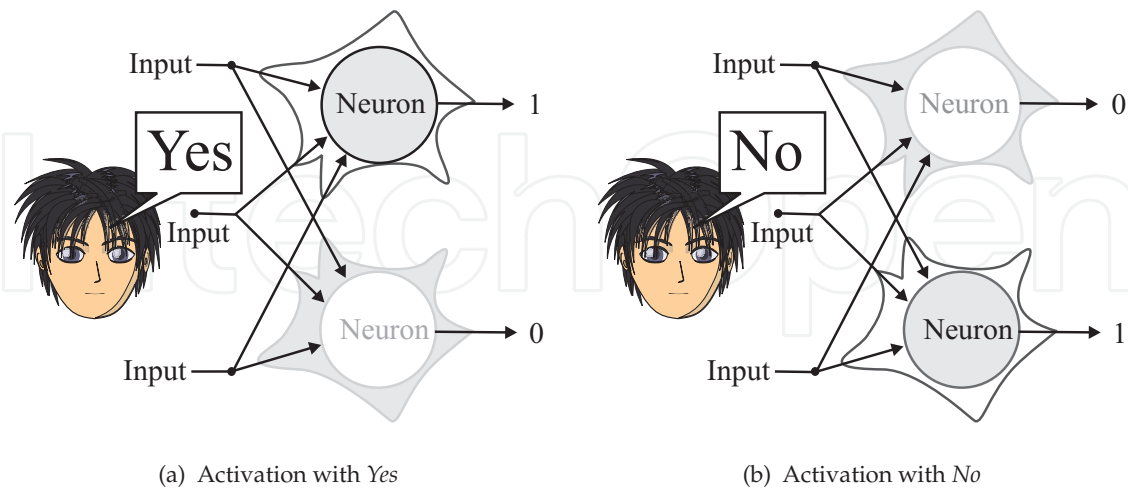 Input
Neuron
1
Yes
Input
Neuron
0
Input
(a) Activation with Yes
Input
Neuron
0
No
Input
Neuron
1
Input
(b) Activation with No
IntechOpen